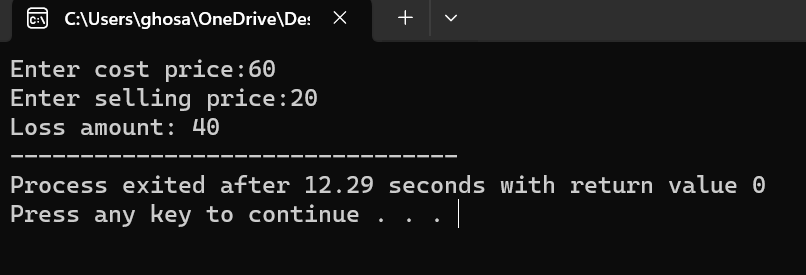 C:\Users\ghosa\OneDrive\Des
Enter cost price:60
Enter selling price:20
Loss amount: 40
--------------------------------
Process exited after 12.29 seconds with return value 0
Press any key to continue . . .